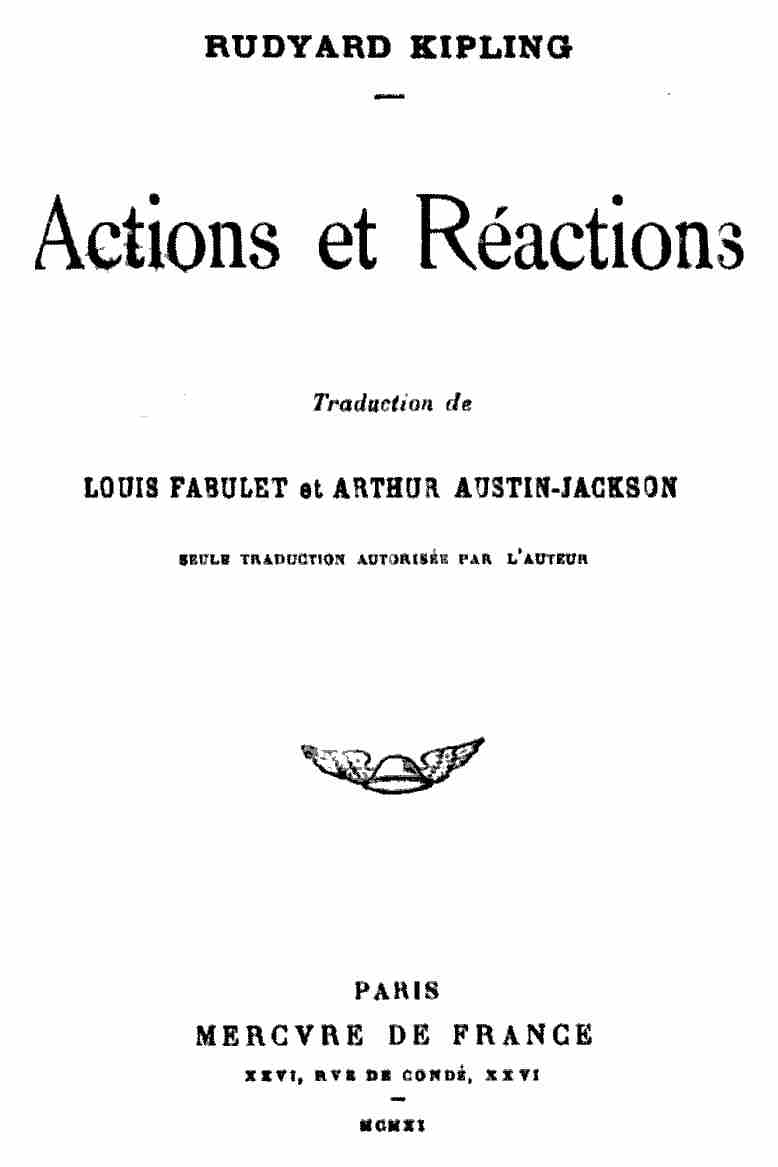 RUDYARD KIPLING
Actions et Réactions
Traduction de
LOUIS FABULET et ARTHUR AUSTIN-JACKSON
SEULE TRADUCTION AUTORISÉE PAR L'AUTEUR
PARIS
MERCVRE DE FRANCE
XXVI, RVE DE CONDÉ, XXVI
MCMXI